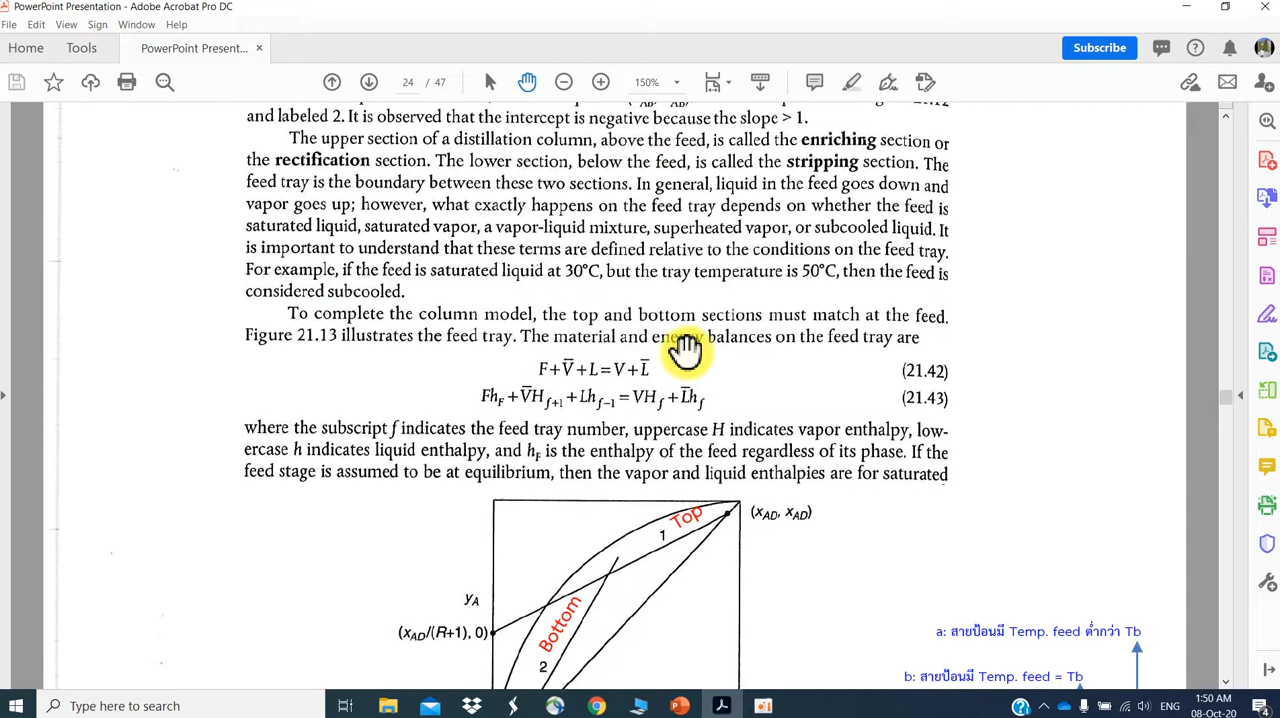 PowerPoint Presentation - Adobe Acrobat Pro DC
File Edit View Sign Window Help
Home Tools PowerPoint Present... × Subscribe
24 / 47 150%
and labeled 2. It is observed that the intercept is negative because the slope > 1.
The upper section of a distillation column, above the feed, is called the enriching section or
the rectification section. The lower section, below the feed, is called the stripping section. The
feed tray is the boundary between these two sections. In general, liquid in the feed goes down and
vapor goes up; however, what exactly happens on the feed tray depends on whether the feed is
saturated liquid, saturated vapor, a vapor-liquid mixture, superheated vapor, or subcooled liquid. It
is important to understand that these terms are defined relative to the conditions on the feed tray.
For example, if the feed is saturated liquid at 30°C, but the tray temperature is 50°C, then the feed is
considered subcooled.
To complete the column model, the top and bottom sections must match at the feed.
Figure 21.13 illustrates the feed tray. The material and energy balances on the feed tray are
F + V̅ + L = V + L̅ (21.42)
Fh_F + V̅H_{f+1} + Lh_{f−1} = VH_f + L̅h_f (21.43)
where the subscript f indicates the feed tray number, uppercase H indicates vapor enthalpy, low-
ercase h indicates liquid enthalpy, and h_F is the enthalpy of the feed regardless of its phase. If the
feed stage is assumed to be at equilibrium, then the vapor and liquid enthalpies are for saturated
(x_AD, x_AD)
Top
1
y_A
Bottom
(x_AD/(R+1), 0)
2
a: สายป้อนมี Temp. feed ต่ำกว่า Tb
b: สายป้อนมี Temp. feed = Tb
Type here to search
ENG
1:50 AM
08-Oct-20
4